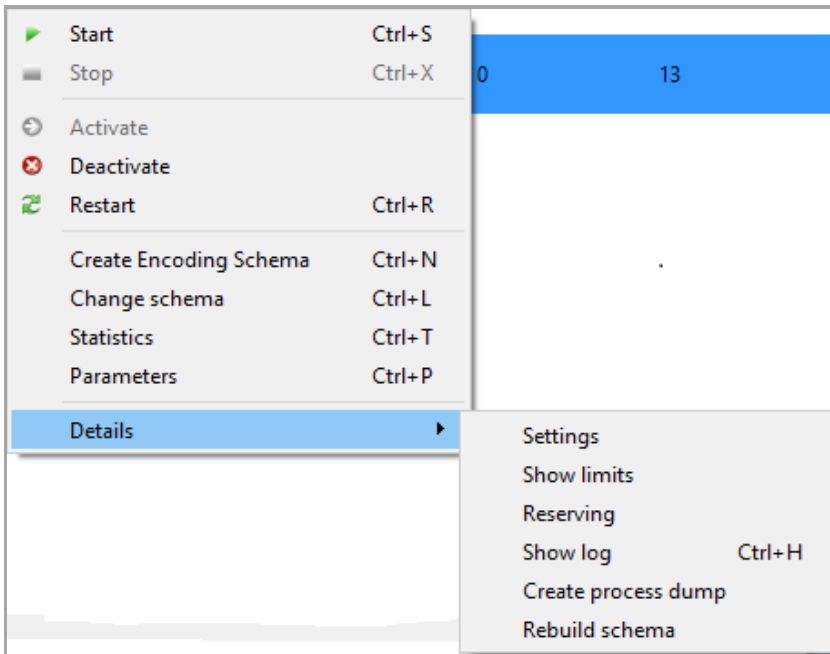 Start Ctrl+S
Stop Ctrl+X
0 13
Activate
Deactivate
Restart Ctrl+R
Create Encoding Schema Ctrl+N
Change schema Ctrl+L
Statistics Ctrl+T
Parameters Ctrl+P
Details
Settings
Show limits
Reserving
Show log Ctrl+H
Create process dump
Rebuild schema